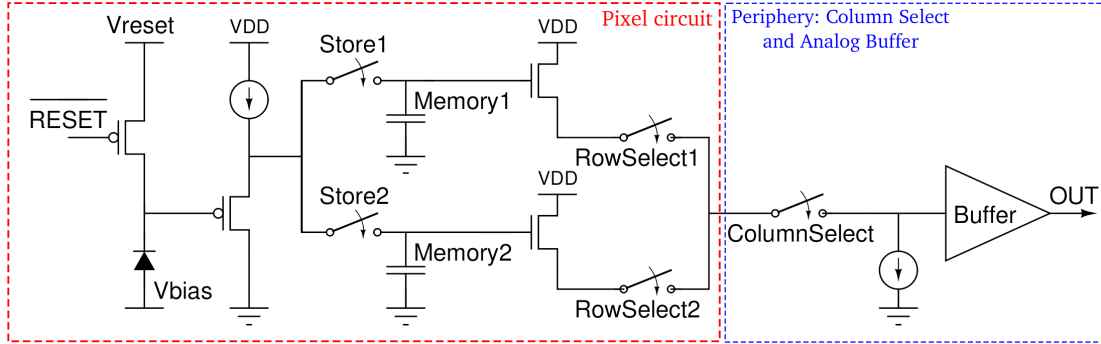 Pixel circuit
Periphery: Column Select
and Analog Buffer
Vreset
VDD
Store1
VDD
Memory1
RESET
RowSelect1
VDD
Store2
Memory2
ColumnSelect
Buffer
OUT
Vbias
RowSelect2